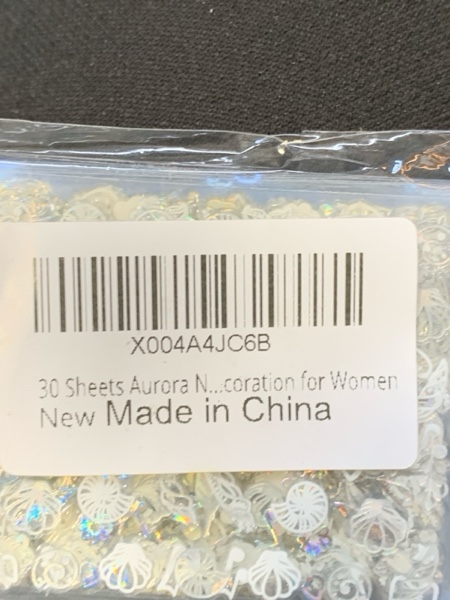 X004A4JC6B
30 Sheets Aurora N...coration for Women
New Made in China